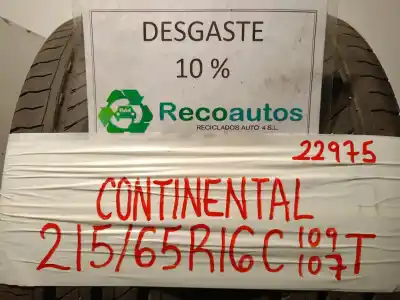 DESGASTE
10 %
Recoautos
RECICLADOS AUTO 4 S.L.
22975
CONTINENTAL
215/65R16C 109/107T